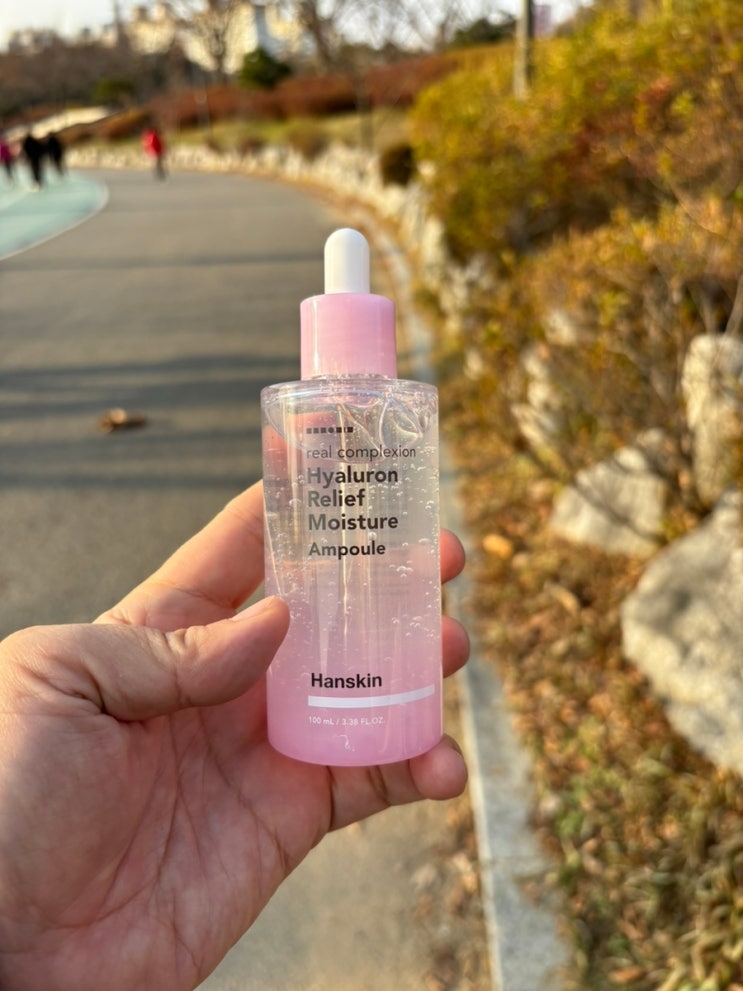 real complexion
Hyaluron
Relief
Moisture
Ampoule
Hanskin
100 mL / 3.38 FL.OZ.